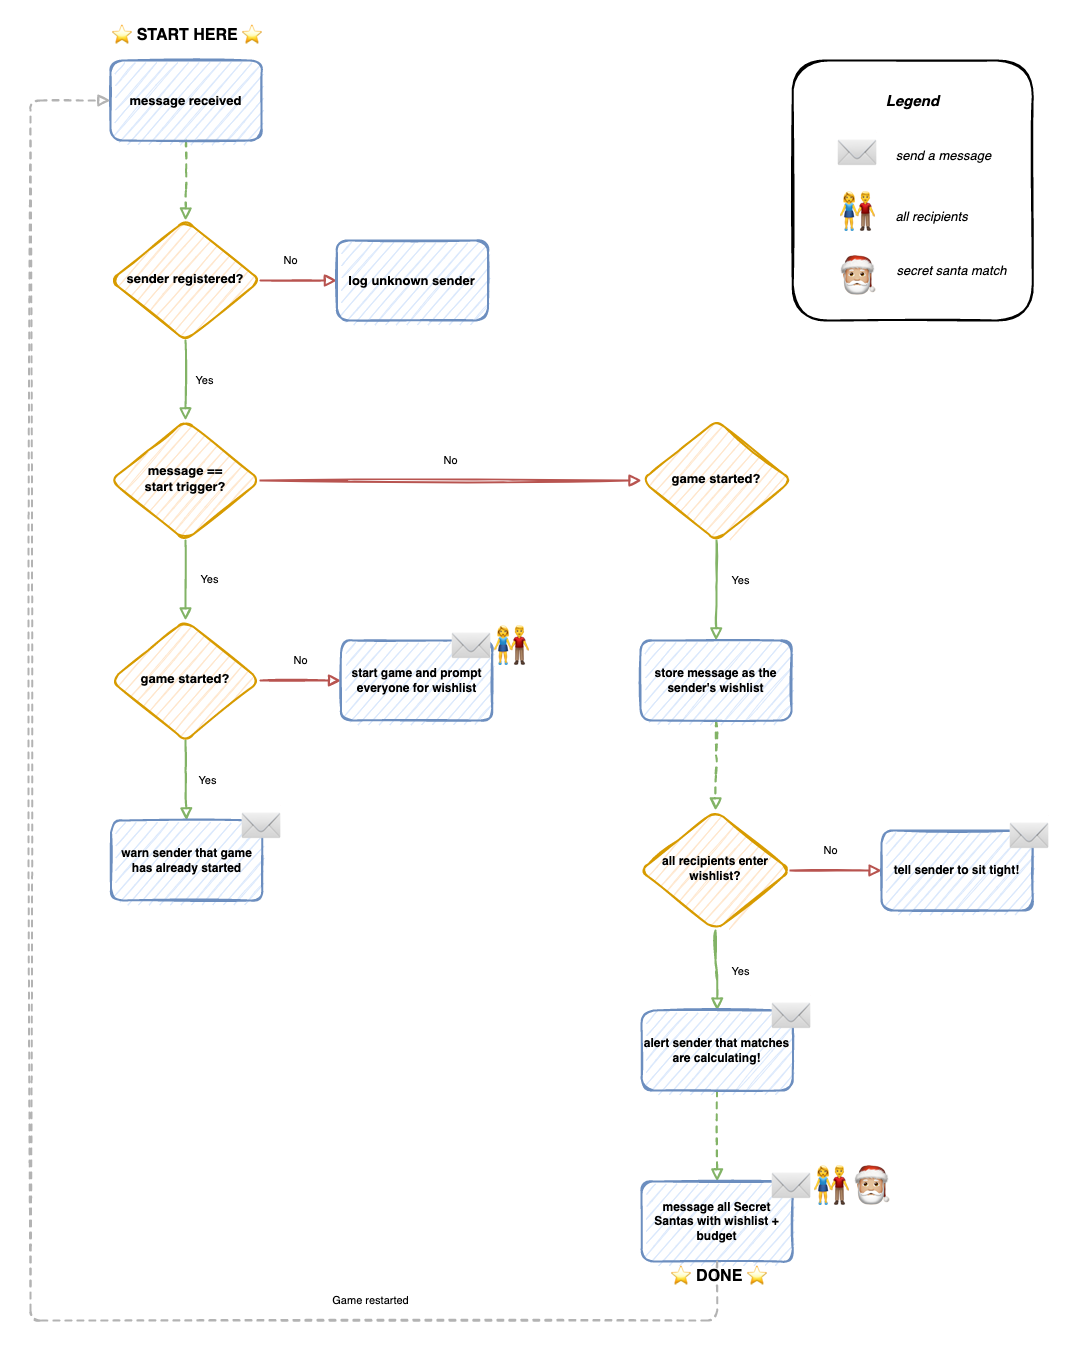 START HERE
message received
Legend
send a message
all recipients
secret santa match
sender registered?
No
log unknown sender
Yes
message ==
start trigger?
No
game started?
Yes
Yes
game started?
No
start game and prompt
everyone for wishlist
store message as the
sender's wishlist
Yes
warn sender that game
has already started
all recipients enter
wishlist?
No
tell sender to sit tight!
Yes
alert sender that matches
are calculating!
message all Secret
Santas with wishlist +
budget
DONE
Game restarted